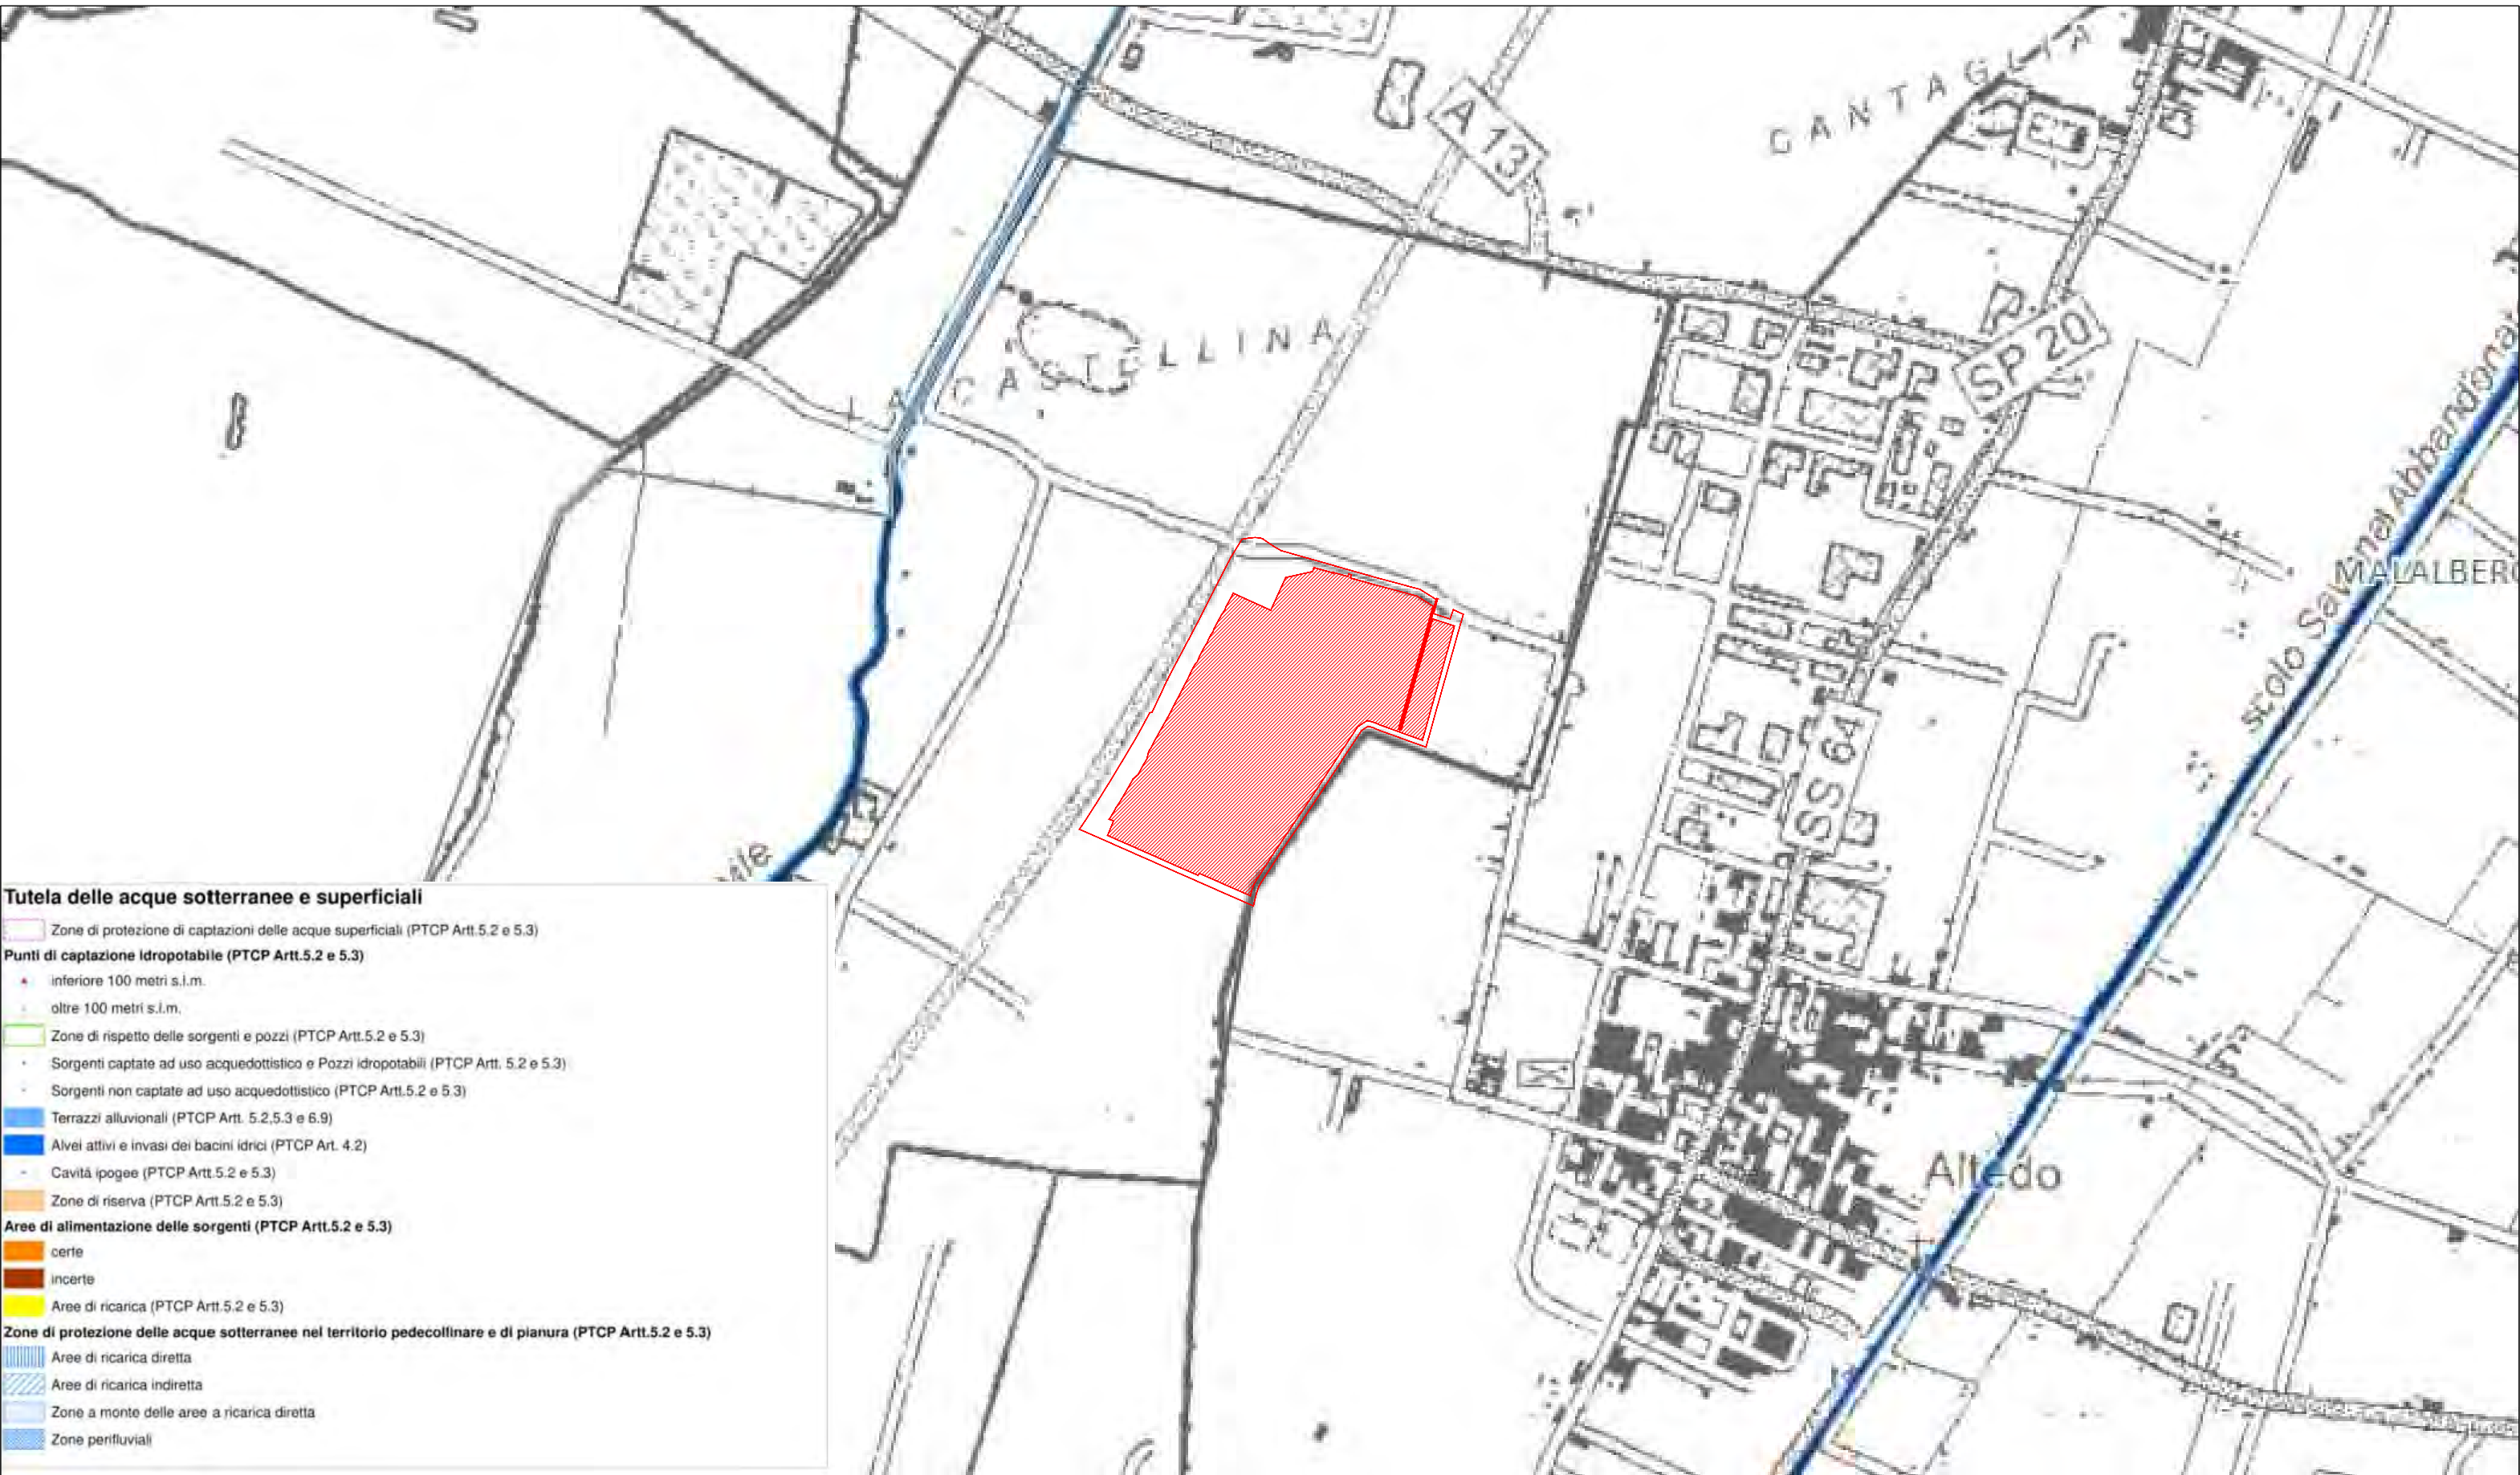 CANTAGLIA
A 13
CASTELLINA
LA
SP 20
scolo Savenel Abbandona
MALALBERG
SS 64
Altedo
Tutela delle acque sotterranee e superficiali
Zone di protezione di captazioni delle acque superficiali (PTCP Artt.5.2 e 5.3)
Punti di captazione idropotabile (PTCP Artt.5.2 e 5.3)
inferiore 100 metri s.l.m.
oltre 100 metri s.l.m.
Zone di rispetto delle sorgenti e pozzi (PTCP Artt.5.2 e 5.3)
Sorgenti captate ad uso acquedottistico e Pozzi idropotabili (PTCP Artt. 5.2 e 5.3)
Sorgenti non captate ad uso acquedottistico (PTCP Artt.5.2 e 5.3)
Terrazzi alluvionali (PTCP Artt. 5.2,5.3 e 6.9)
Alvei attivi e invasi dei bacini idrici (PTCP Art. 4.2)
Cavità ipogee (PTCP Artt.5.2 e 5.3)
Zone di riserva (PTCP Artt.5.2 e 5.3)
Aree di alimentazione delle sorgenti (PTCP Artt.5.2 e 5.3)
certe
incerte
Aree di ricarica (PTCP Artt.5.2 e 5.3)
Zone di protezione delle acque sotterranee nel territorio pedecollinare e di pianura (PTCP Artt.5.2 e 5.3)
Aree di ricarica diretta
Aree di ricarica indiretta
Zone a monte delle aree a ricarica diretta
Zone perifluviali